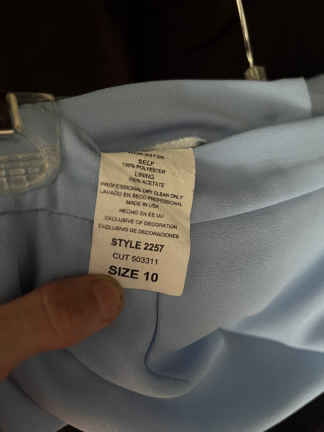 SELF
100% POLYESTER
LINING
100% ACETATE
PROFESSIONAL DRY CLEAN ONLY
LAVADO EN SECO PROFESSIONAL
MADE IN USA
HECHO EN EE UU
EXCLUSIVE OF DECORATION
EXCLUSIVO DE DECORACIONES
STYLE 2257
CUT 503311
SIZE 10